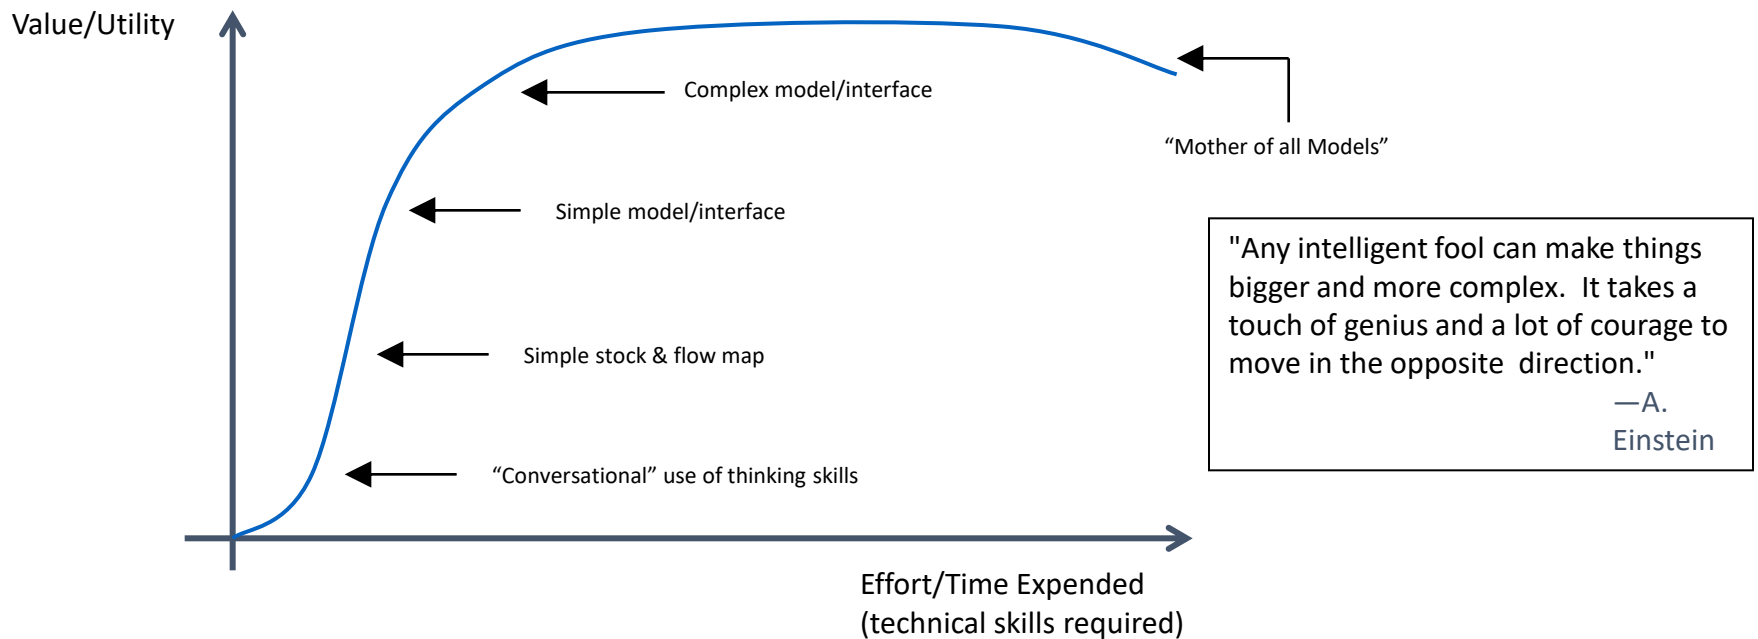 Value/Utility
Complex model/interface
“Mother of all Models”
Simple model/interface
"Any intelligent fool can make things
bigger and more complex.  It takes a
touch of genius and a lot of courage to
move in the opposite  direction."
—A.
Einstein
Simple stock & flow map
“Conversational” use of thinking skills
Effort/Time Expended
(technical skills required)